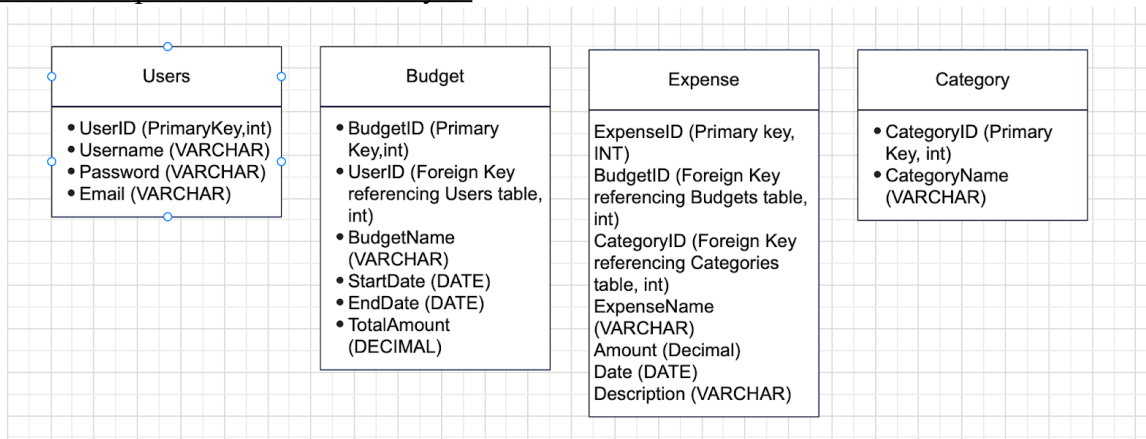 Users
• UserID (PrimaryKey,int)
• Username (VARCHAR)
• Password (VARCHAR)
• Email (VARCHAR)
Budget
• BudgetID (Primary
Key,int)
• UserID (Foreign Key
referencing Users table,
int)
• BudgetName
(VARCHAR)
• StartDate (DATE)
• EndDate (DATE)
• TotalAmount
(DECIMAL)
Expense
ExpenseID (Primary key,
INT)
BudgetID (Foreign Key
referencing Budgets table,
int)
CategoryID (Foreign Key
referencing Categories
table, int)
ExpenseName
(VARCHAR)
Amount (Decimal)
Date (DATE)
Description (VARCHAR)
Category
• CategoryID (Primary
Key, int)
• CategoryName
(VARCHAR)